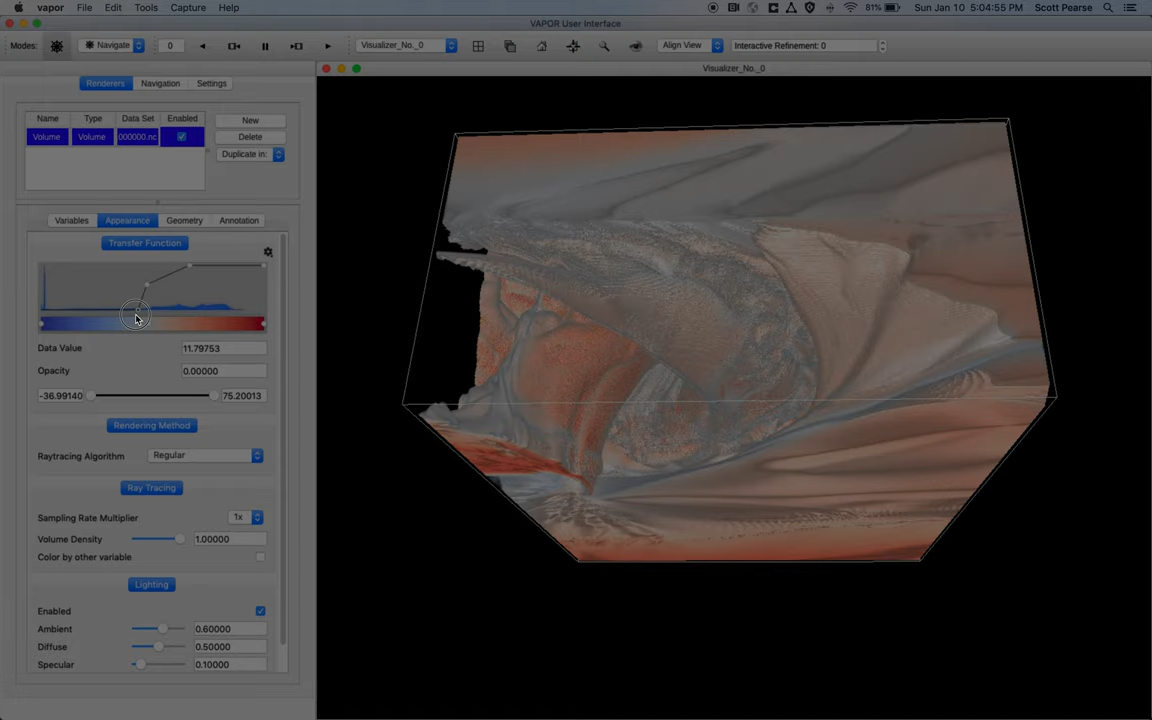 vapor File Edit Tools Capture Help 81% Sun Jan 10 5:04:55 PM Scott Pearse
VAPOR User Interface
Modes: Navigate 0 Visualizer_No._0 Align View Interactive Refinement: 0
Renderers Navigation Settings
Visualizer_No._0
Name Type Data Set Enabled
New
Volume Volume 000000.nc
Delete
Duplicate in:
Variables Appearance Geometry Annotation
Transfer Function
Data Value 11.79753
Opacity 0.00000
-36.99140 75.20013
Rendering Method
Raytracing Algorithm Regular
Ray Tracing
Sampling Rate Multiplier 1x
Volume Density 1.00000
Color by other variable
Lighting
Enabled
Ambient 0.60000
Diffuse 0.50000
Specular 0.10000